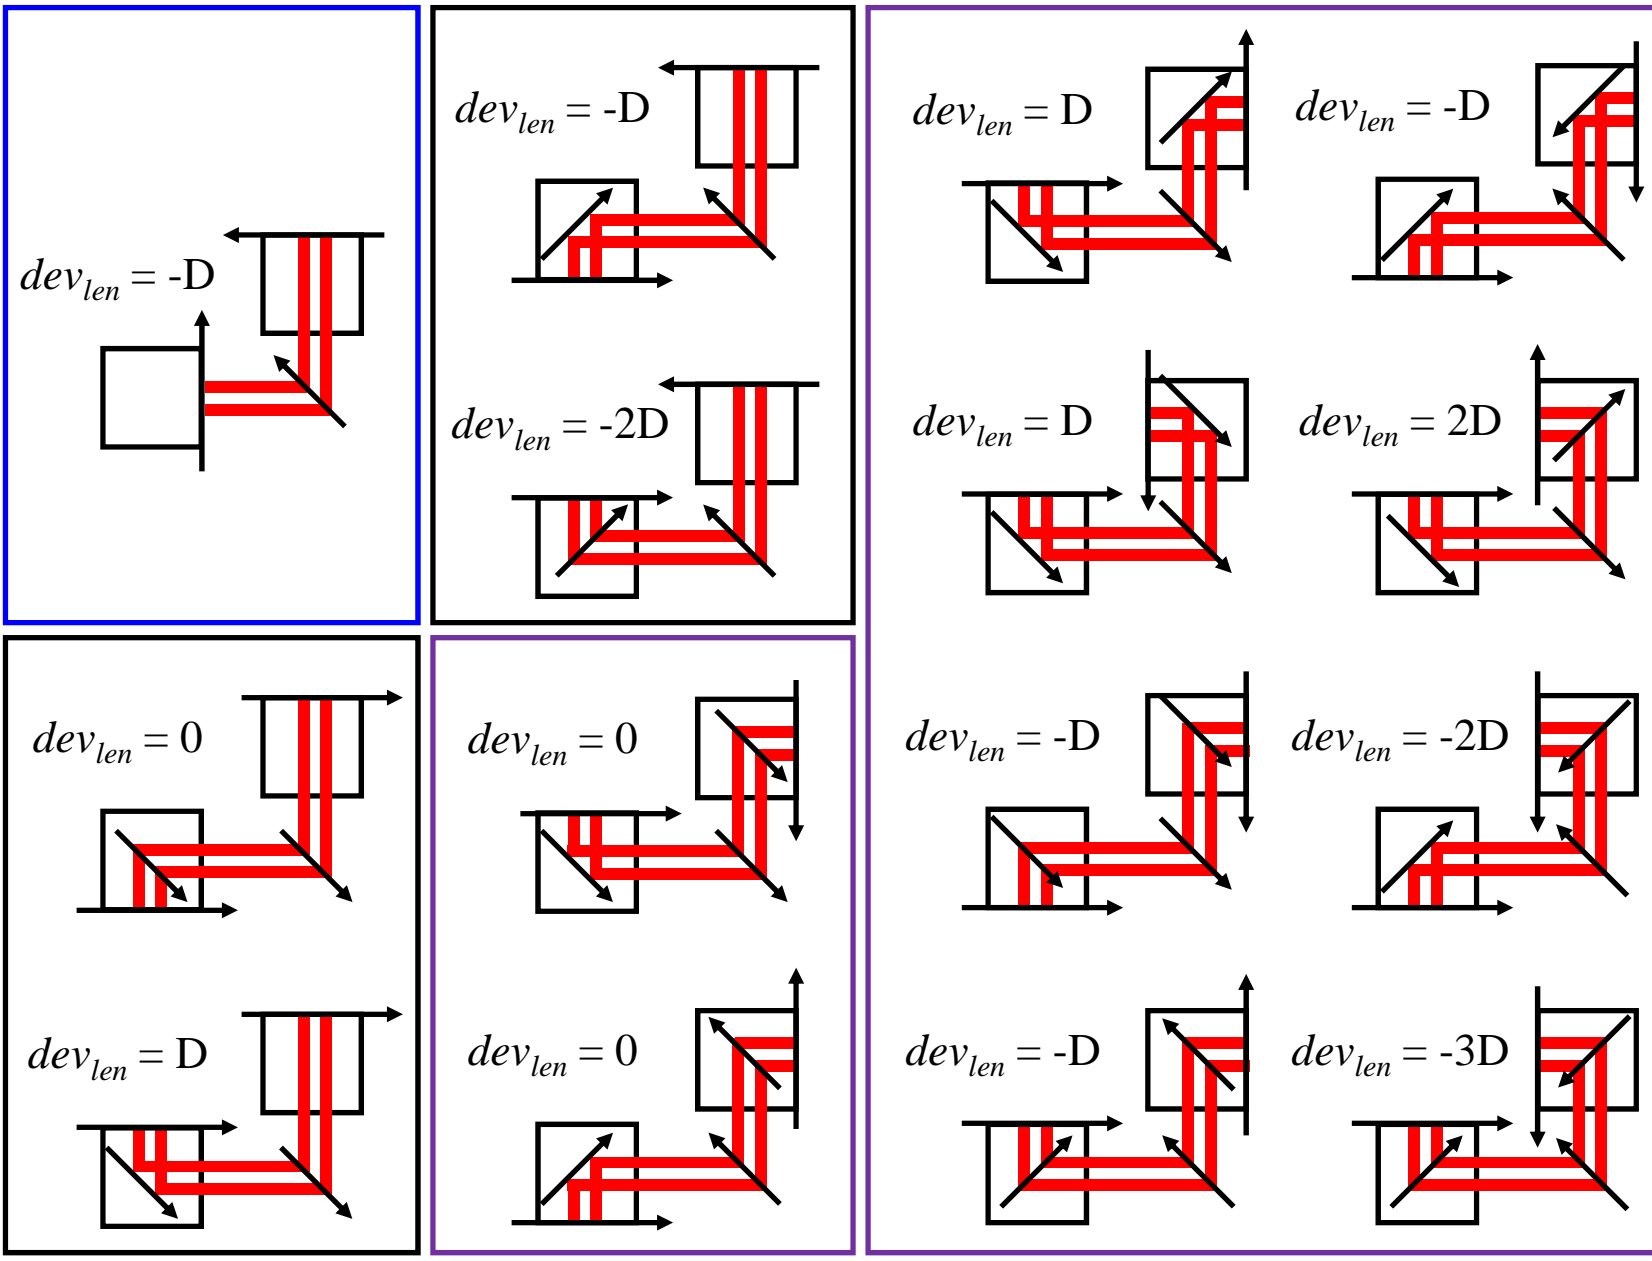 dev_len = -D
dev_len = -D
dev_len = -2D
dev_len = 0
dev_len = D
dev_len = 0
dev_len = 0
dev_len = D
dev_len = -D
dev_len = D
dev_len = 2D
dev_len = -D
dev_len = -2D
dev_len = -D
dev_len = -3D